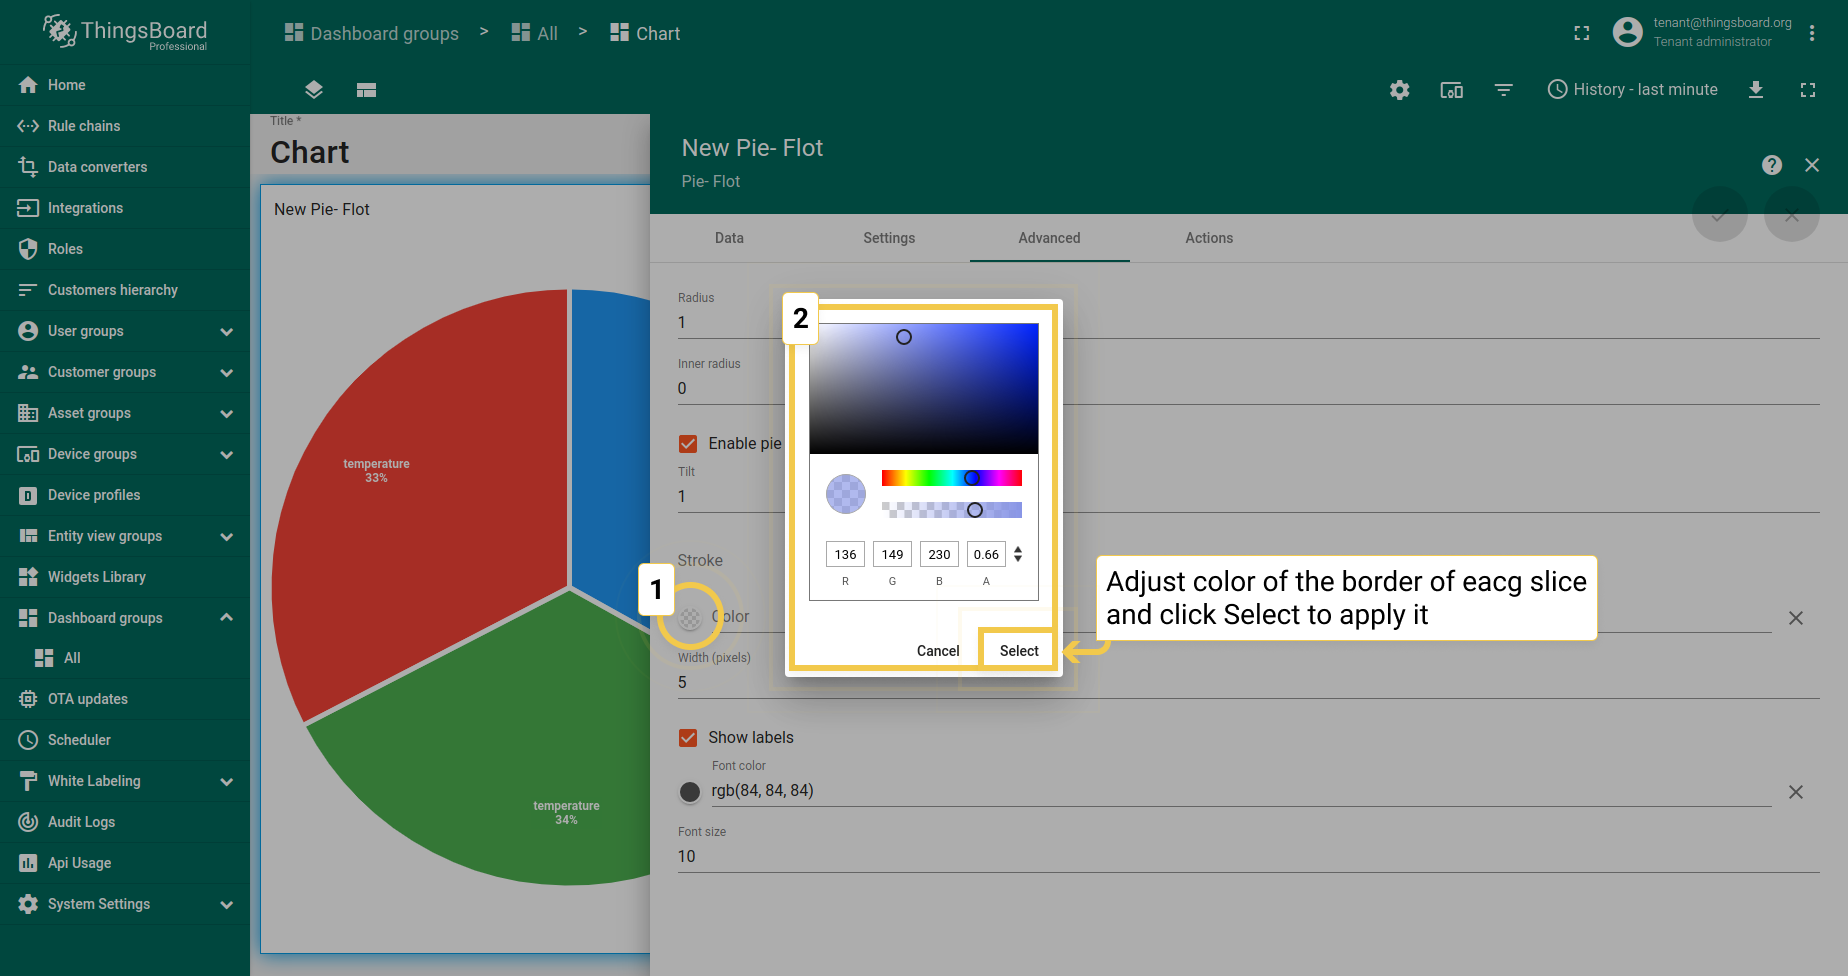 ThingsBoard
Professional
Dashboard groups > All > Chart
tenant@thingsboard.org
Tenant administrator
Home
Rule chains
Data converters
Integrations
Roles
Customers hierarchy
User groups
Customer groups
Asset groups
Device groups
Device profiles
Entity view groups
Widgets Library
Dashboard groups
All
OTA updates
Scheduler
White Labeling
Audit Logs
Api Usage
System Settings
History - last minute
Title *
Chart
New Pie- Flot
temperature
33%
temperature
34%
New Pie- Flot
Pie- Flot
Data
Settings
Advanced
Actions
Radius
1
Inner radius
0
Enable pie
Tilt
1
Stroke
1
Color
Width (pixels)
5
Show labels
Font color
rgb(84, 84, 84)
Font size
10
2
136 149 230 0.66
R G B A
Cancel Select
Adjust color of the border of eacg slice
and click Select to apply it